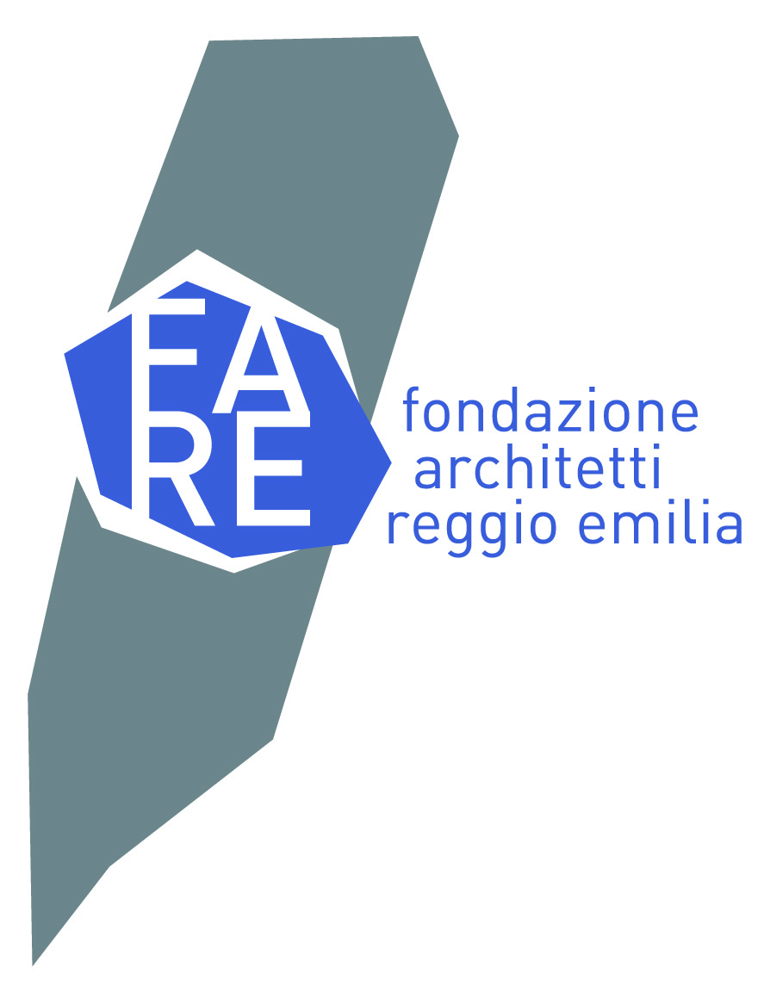 FA
RE
fondazione
architetti
reggio emilia